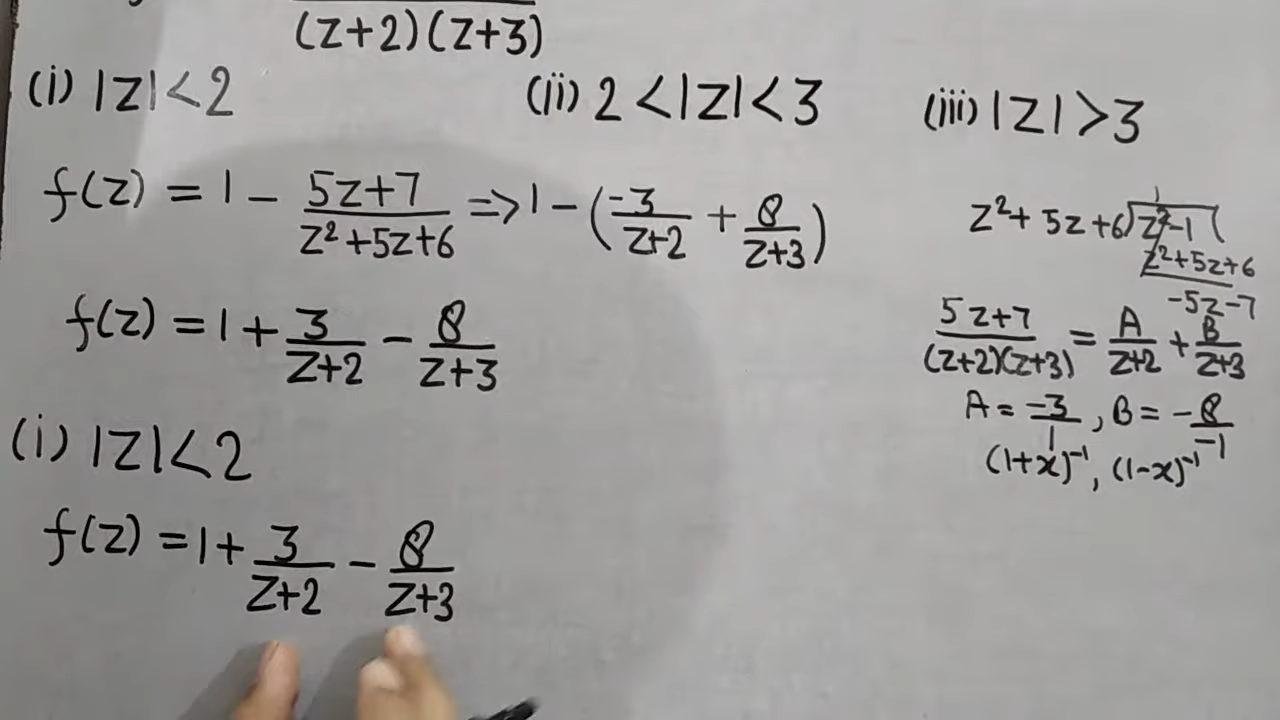 (z+2)(z+3)
(i) |z|<2 (ii) 2<|z|<3 (iii) |z|>3
f(z) = 1 - (5z+7)/(z²+5z+6) => 1 - (-3/(z+2) + 8/(z+3))
f(z) = 1 + 3/(z+2) - 8/(z+3)
(i) |z|<2
f(z) = 1 + 3/(z+2) - 8/(z+3)
1
z²+5z+6)z²-1(
z²+5z+6
-5z-7
(5z+7)/((z+2)(z+3)) = A/(z+2) + B/(z+3)
A = -3/1, B = -8/-1
(1+x)⁻¹, (1-x)⁻¹